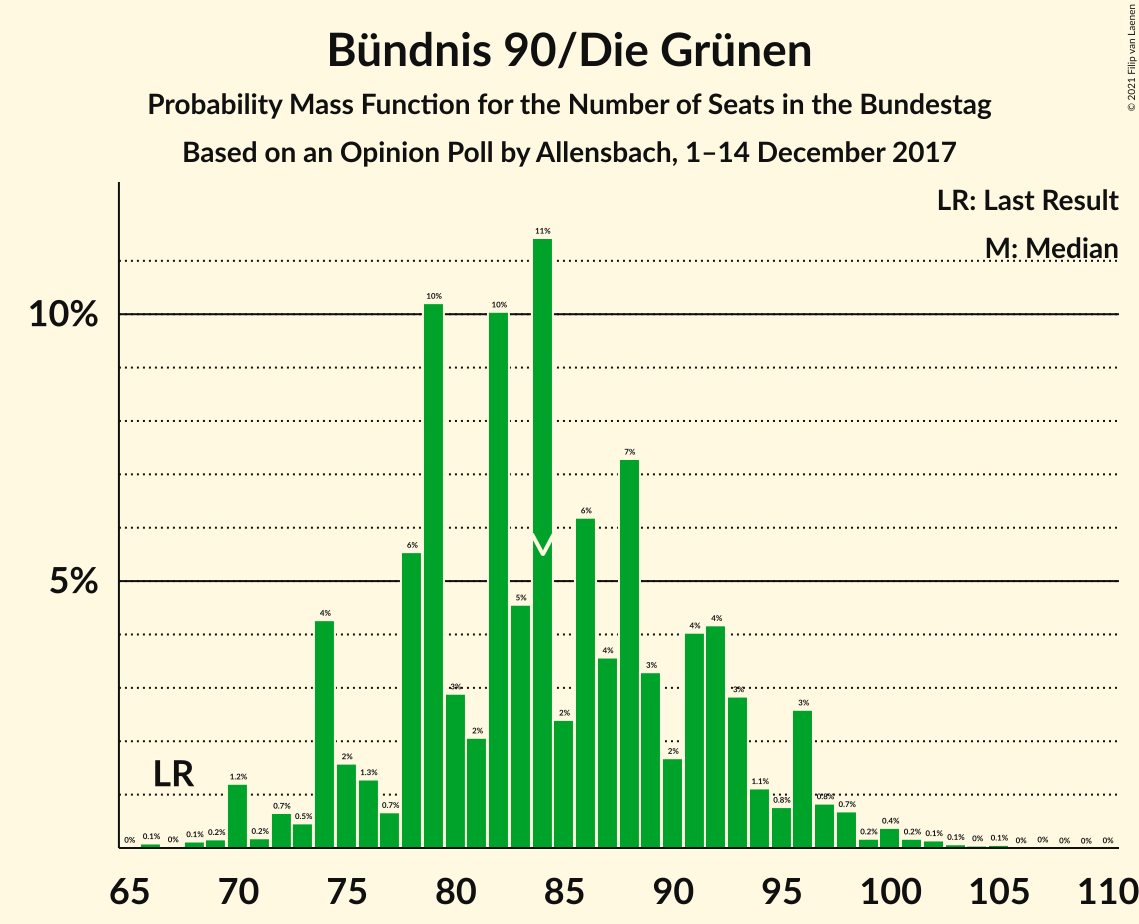 Bündnis 90/Die Grünen
Probability Mass Function for the Number of Seats in the Bundestag
Based on an Opinion Poll by Allensbach, 1–14 December 2017
© 2021 Filip van Laenen
LR: Last Result
M: Median
10%
5%
LR
0% 0.1% 0% 0.1% 0.2% 1.2% 0.2% 0.7% 0.5% 4% 2% 1.3% 0.7% 6% 10% 3% 2% 10% 5% 11% 2% 6% 4% 7% 3% 2% 4% 4% 3% 1.1% 0.8% 3% 0.8% 0.7% 0.2% 0.4% 0.2% 0.1% 0.1% 0% 0.1% 0% 0% 0% 0% 0%
65 70 75 80 85 90 95 100 105 110